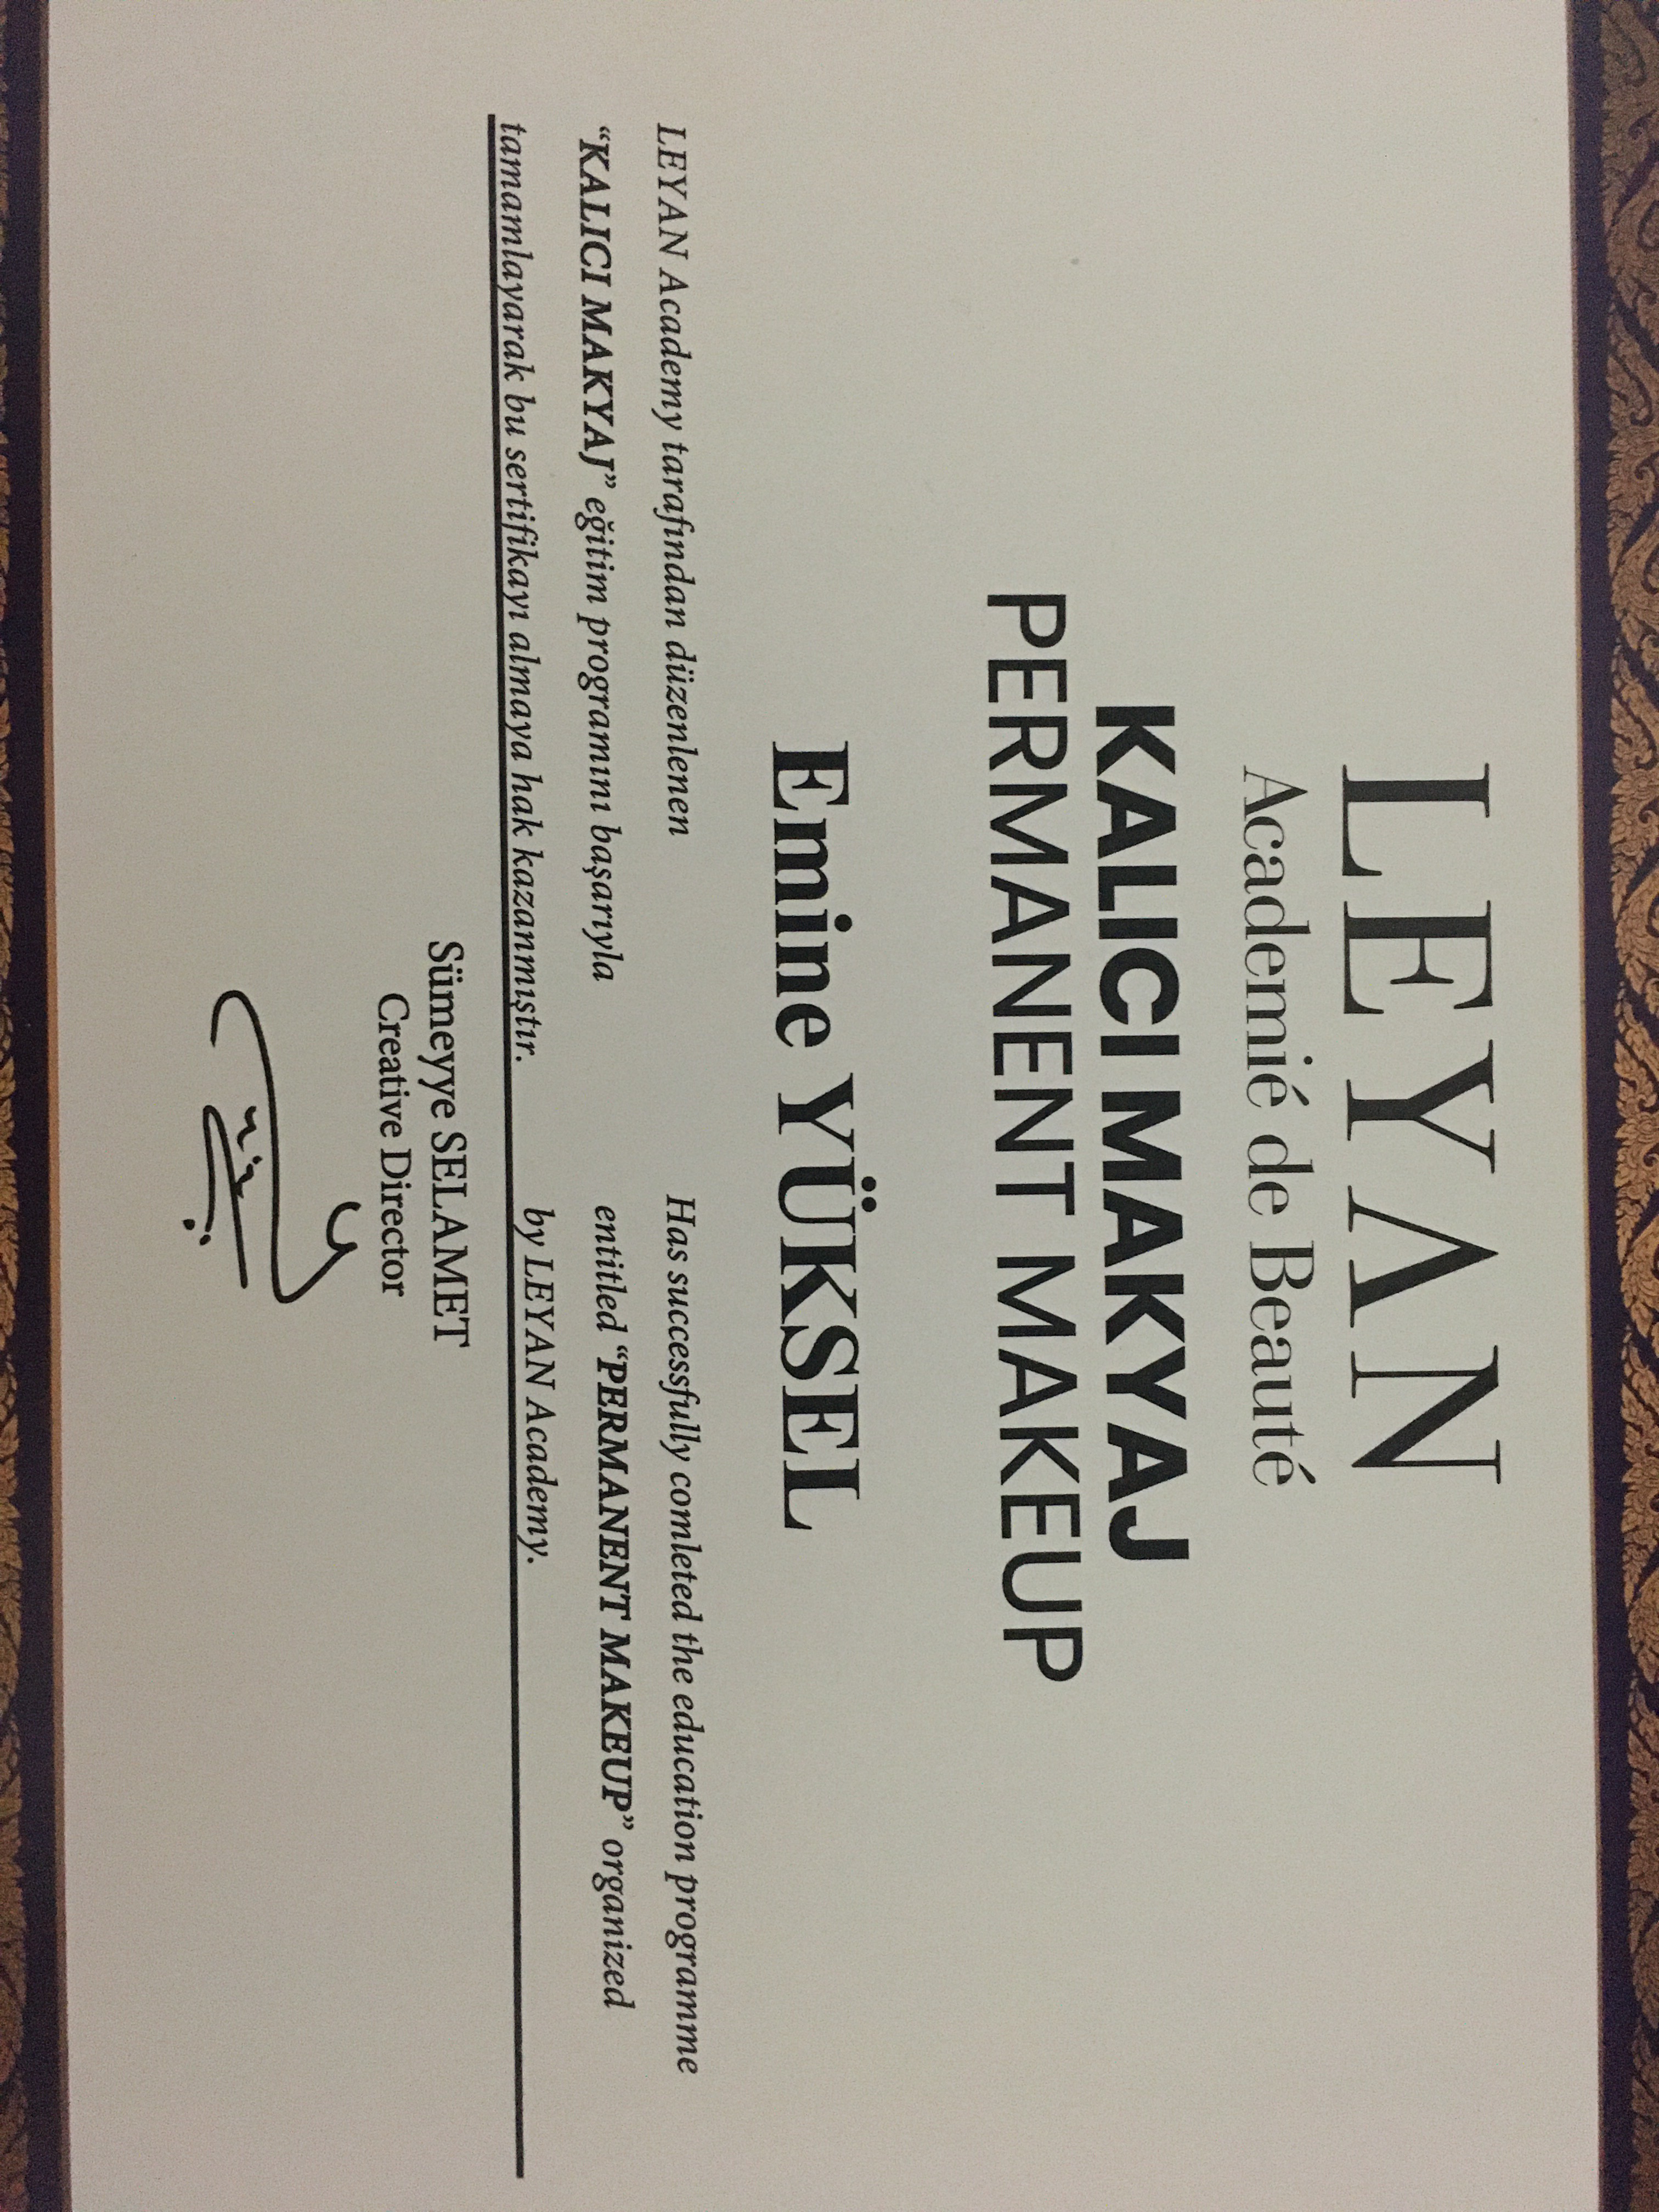 LEYAN
Academié de Beauté
KALICI MAKYAJ
PERMANENT MAKEUP
Emine YÜKSEL
LEYAN Academy tarafından düzenlenen
“KALICI MAKYAJ” eğitim programını başarıyla
tamamlayarak bu sertifikayı almaya hak kazanmıştır.
Has successfully comleted the education programme
entitled “PERMANENT MAKEUP” organized
by LEYAN Academy.
Sümeyye SELAMET
Creative Director